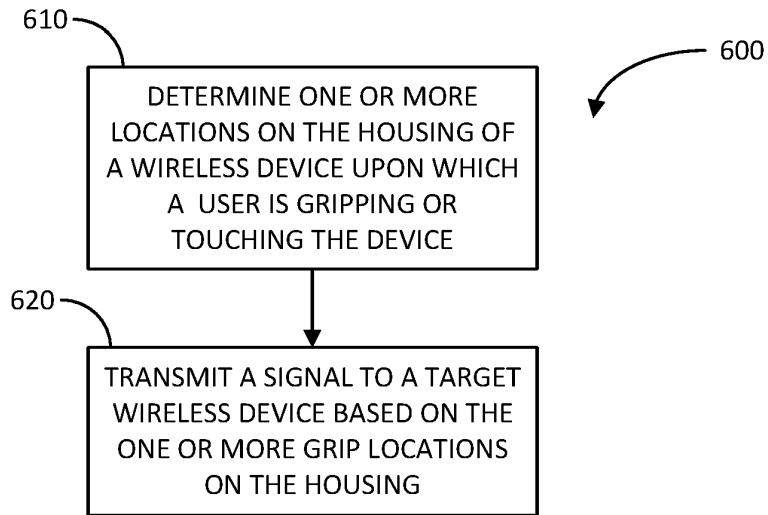 610
600
DETERMINE ONE OR MORE
LOCATIONS ON THE HOUSING OF
A WIRELESS DEVICE UPON WHICH
A USER IS GRIPPING OR
TOUCHING THE DEVICE
620
TRANSMIT A SIGNAL TO A TARGET
WIRELESS DEVICE BASED ON THE
ONE OR MORE GRIP LOCATIONS
ON THE HOUSING